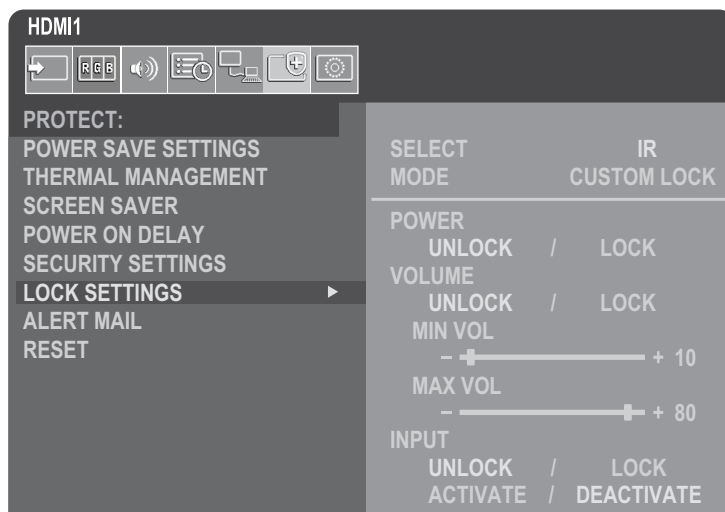 HDMI1
R G B
PROTECT:
POWER SAVE SETTINGS
THERMAL MANAGEMENT
SCREEN SAVER
POWER ON DELAY
SECURITY SETTINGS
LOCK SETTINGS
ALERT MAIL
RESET
SELECT IR
MODE CUSTOM LOCK
POWER
UNLOCK / LOCK
VOLUME
UNLOCK / LOCK
MIN VOL
– + 10
MAX VOL
– + 80
INPUT
UNLOCK / LOCK
ACTIVATE / DEACTIVATE